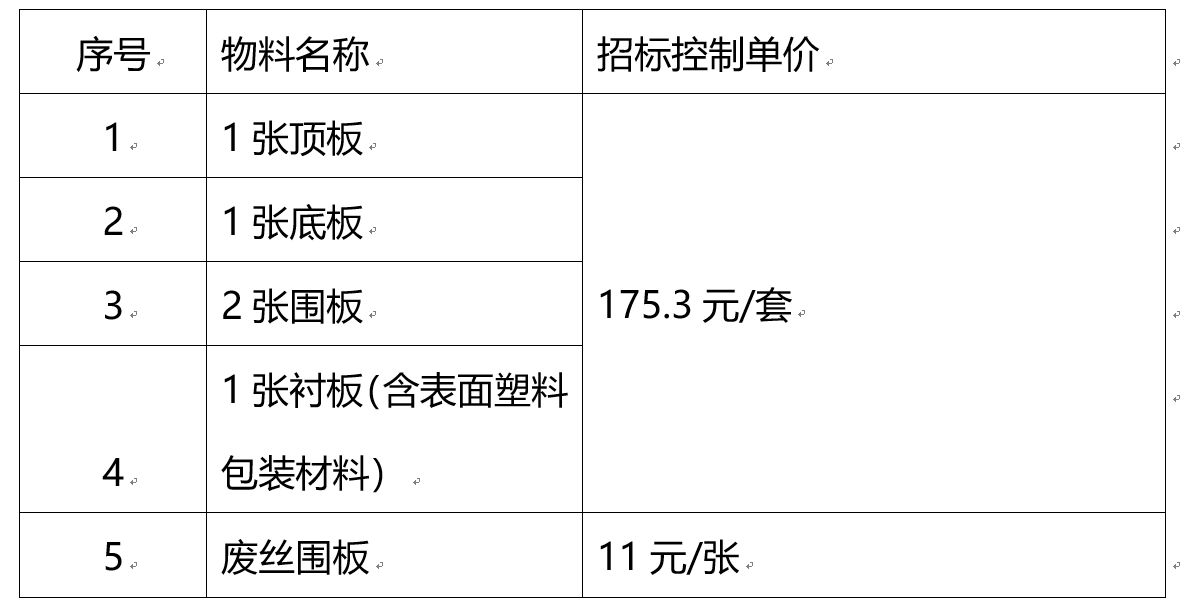 序号 物料名称 招标控制单价
1 1张顶板
2 1张底板
3 2张围板
175.3元/套
1张衬板(含表面塑料
4 包装材料）
5 废丝围板 11元/张